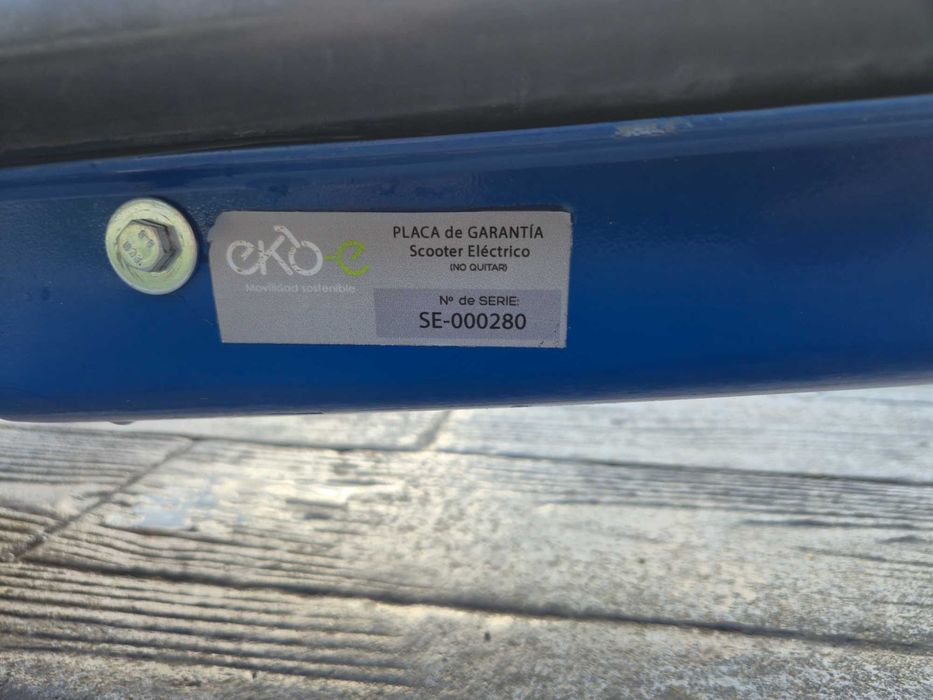 eko-e
Movilidad sostenible
PLACA de GARANTÍA
Scooter Eléctrico
(NO QUITAR)
Nº de SERIE:
SE-000280